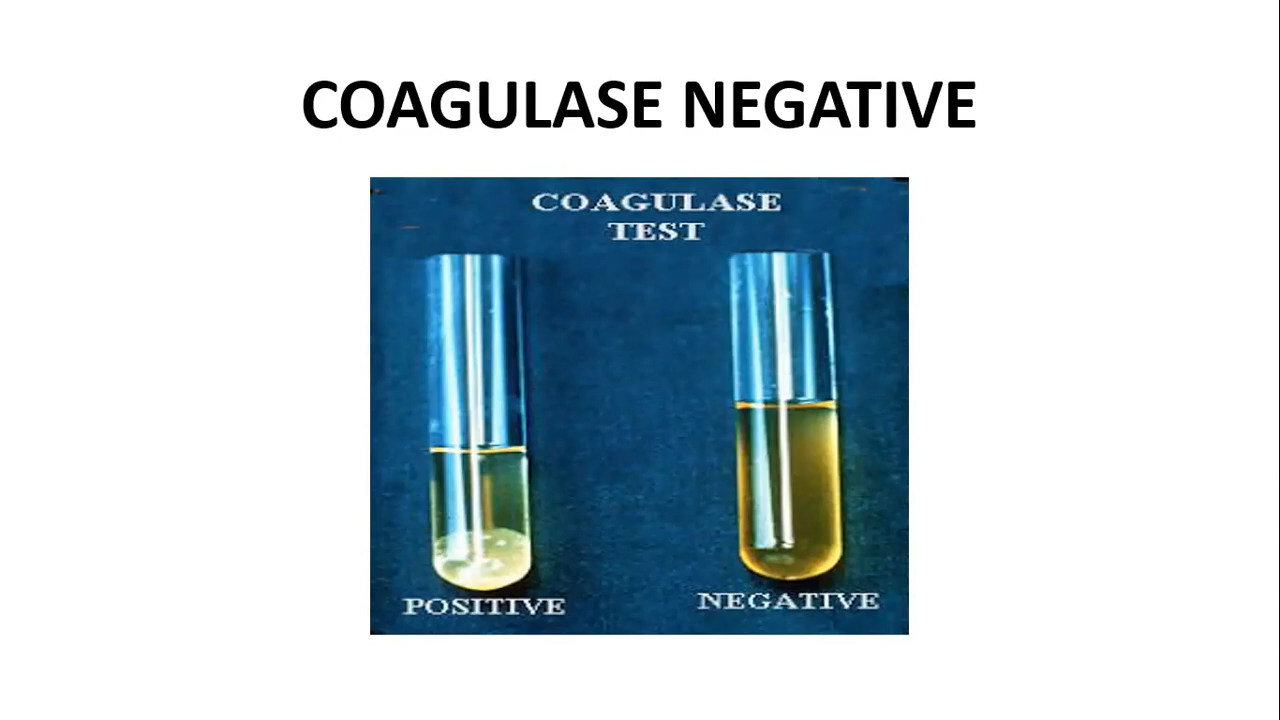 COAGULASE NEGATIVE
COAGULASE
TEST
POSITIVE
NEGATIVE